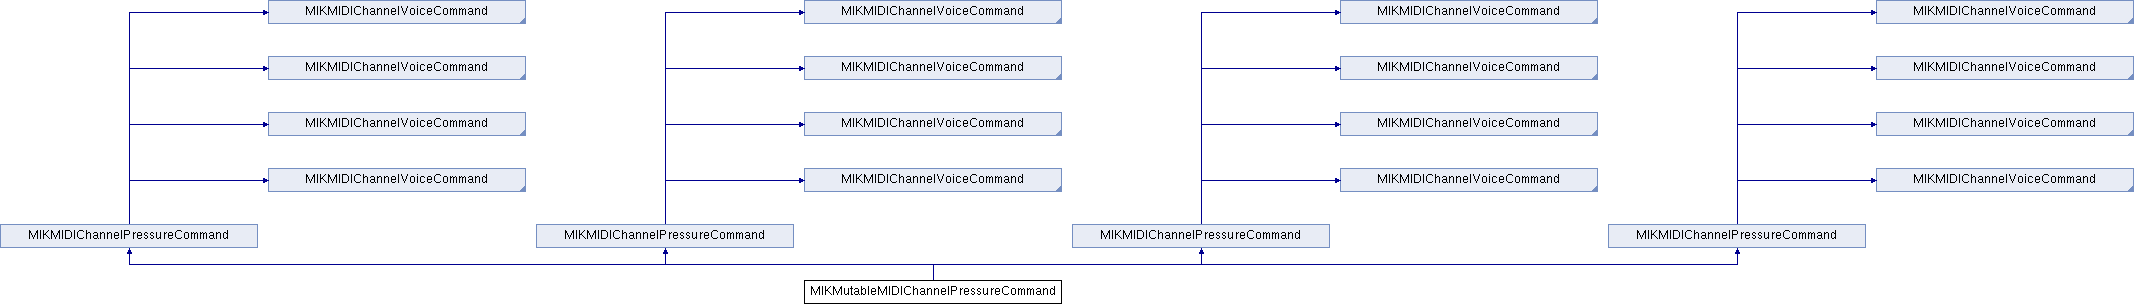 MIKMIDIChannelVoiceCommand MIKMIDIChannelVoiceCommand MIKMIDIChannelVoiceCommand MIKMIDIChannelVoiceCommand
MIKMIDIChannelVoiceCommand MIKMIDIChannelVoiceCommand MIKMIDIChannelVoiceCommand MIKMIDIChannelVoiceCommand
MIKMIDIChannelVoiceCommand MIKMIDIChannelVoiceCommand MIKMIDIChannelVoiceCommand MIKMIDIChannelVoiceCommand
MIKMIDIChannelVoiceCommand MIKMIDIChannelVoiceCommand MIKMIDIChannelVoiceCommand MIKMIDIChannelVoiceCommand
MIKMIDIChannelPressureCommand MIKMIDIChannelPressureCommand MIKMIDIChannelPressureCommand MIKMIDIChannelPressureCommand
MIKMutableMIDIChannelPressureCommand